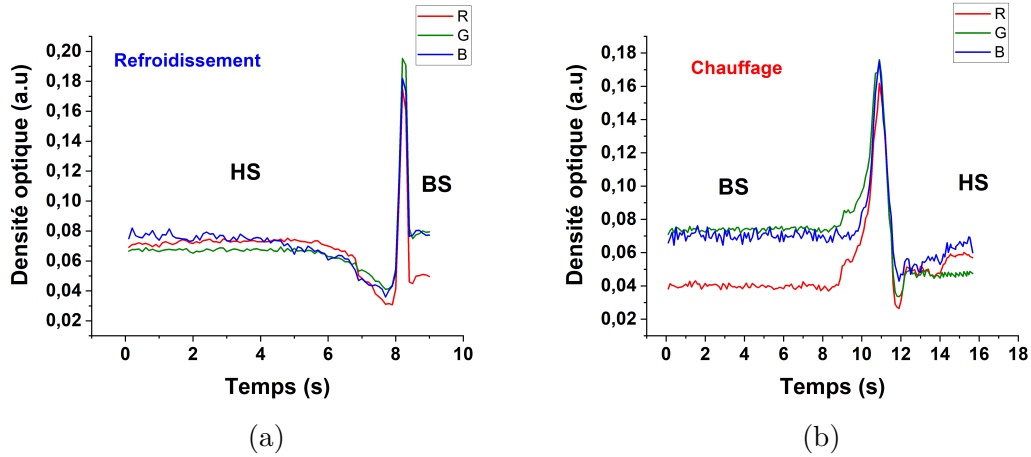 R
G
B
Refroidissement
HS
BS
0,20
0,18
0,16
0,14
0,12
0,10
0,08
0,06
0,04
0,02
Densité optique (a.u)
0
2
4
6
8
10
Temps (s)
(a)
R
G
B
Chauffage
BS
HS
0,18
0,16
0,14
0,12
0,10
0,08
0,06
0,04
0,02
Densité optique (a.u)
0
2
4
6
8
10
12
14
16
18
Temps (s)
(b)